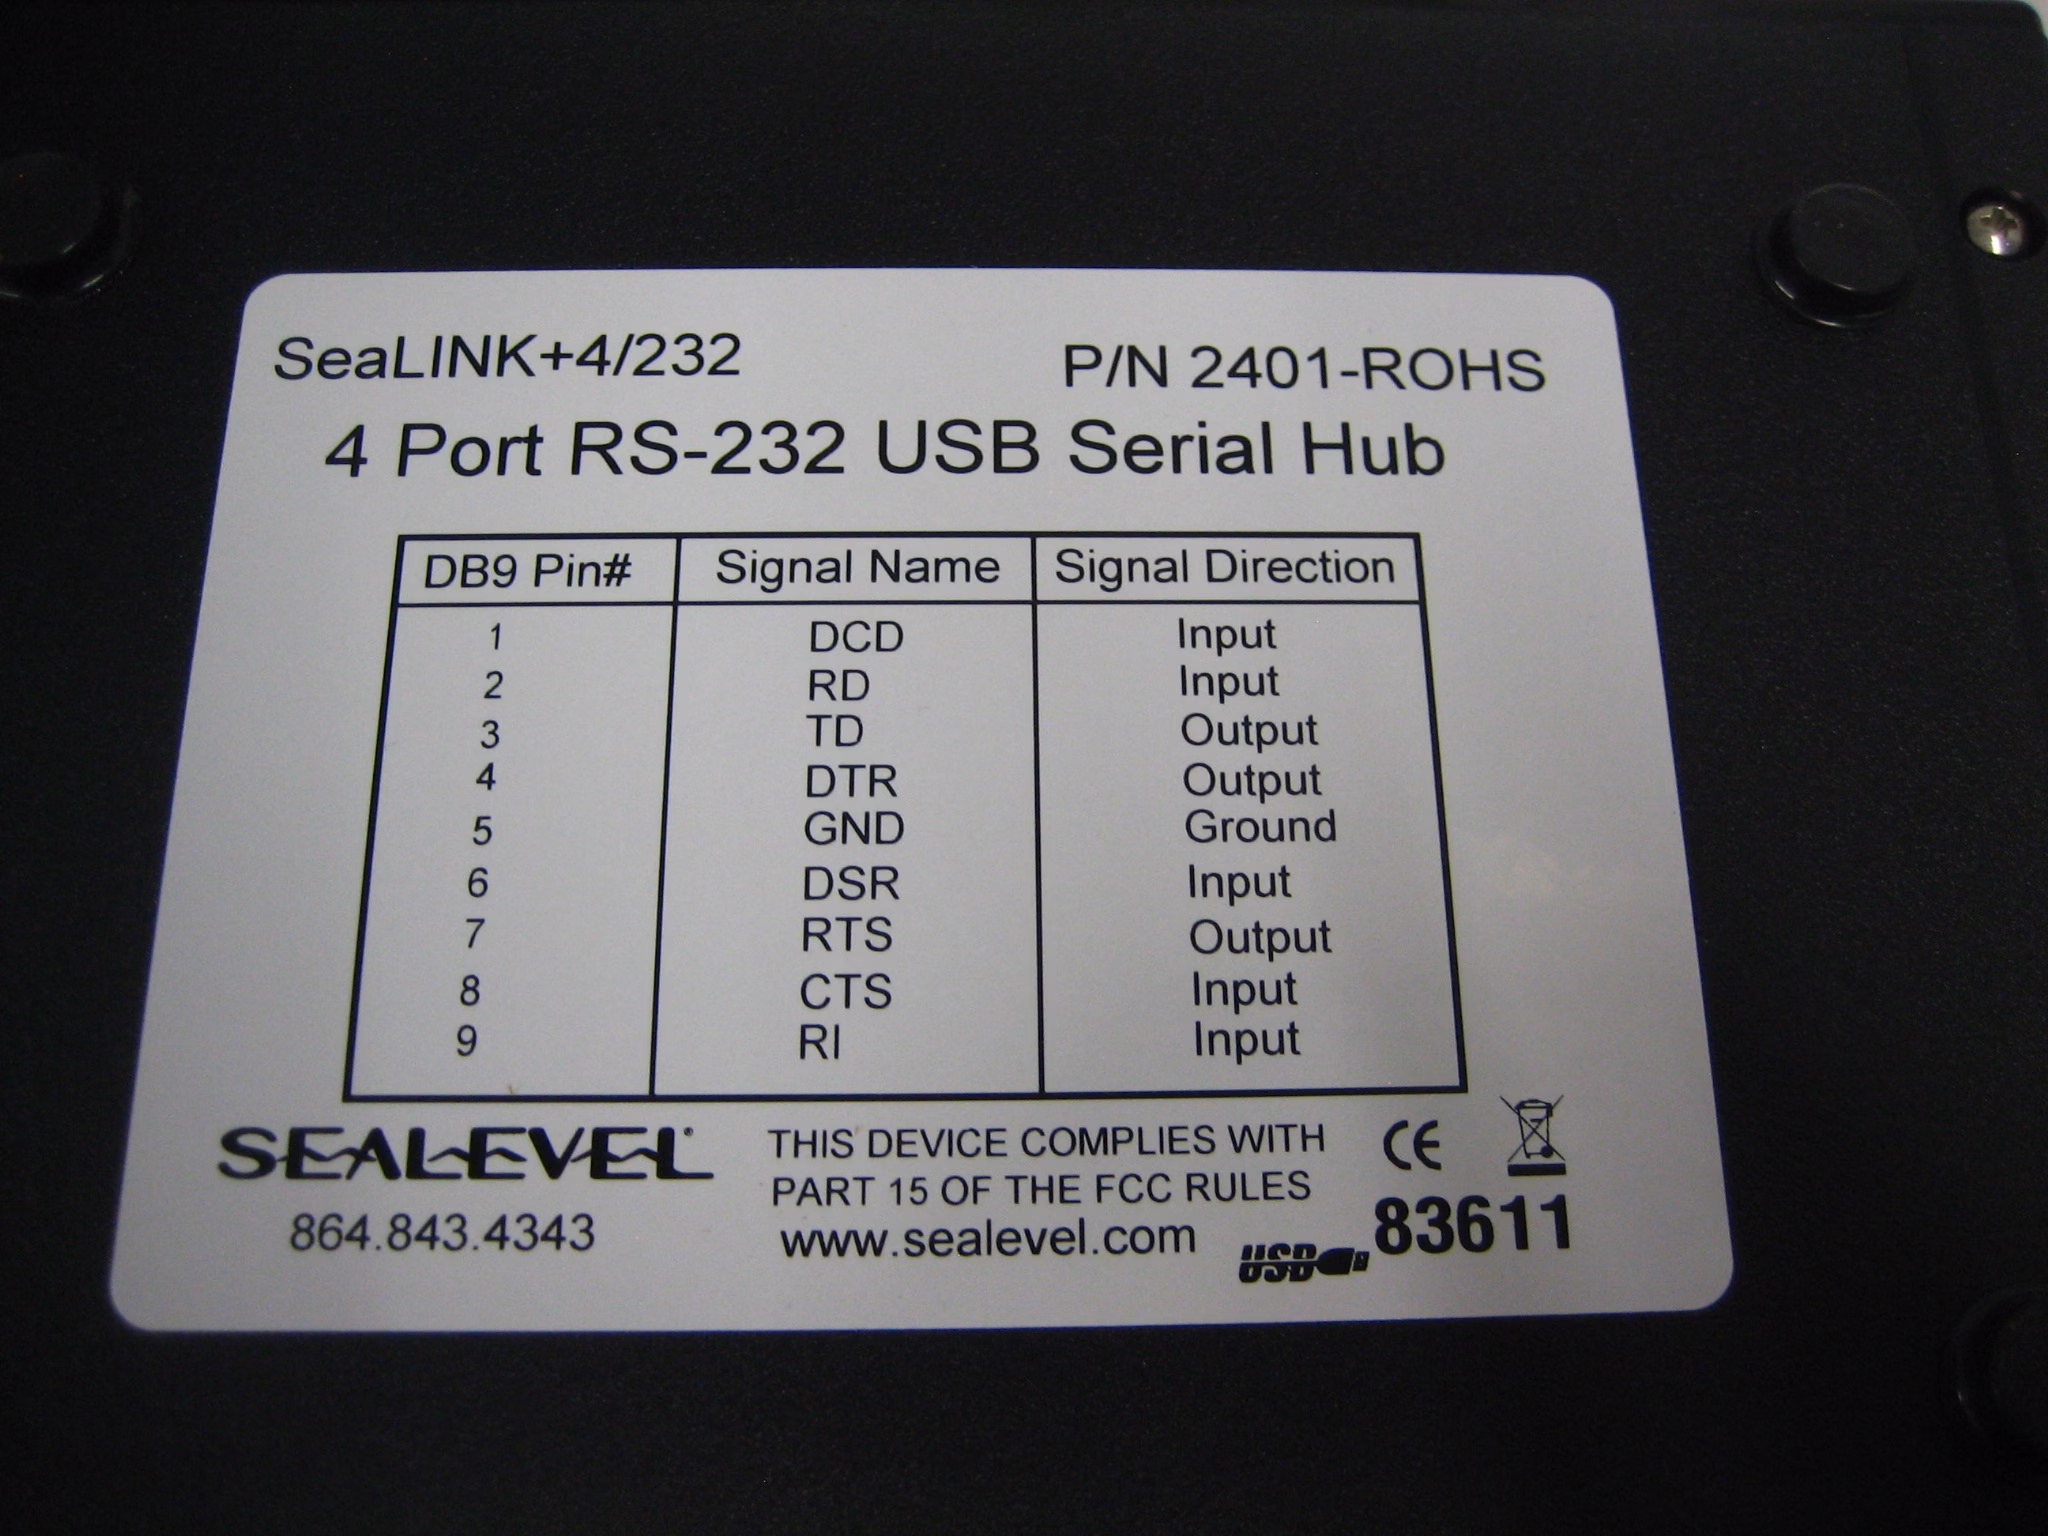 SeaLINK+4/232 P/N 2401-ROHS
4 Port RS-232 USB Serial Hub
DB9 Pin# Signal Name Signal Direction
1 DCD Input
2 RD Input
3 TD Output
4 DTR Output
5 GND Ground
6 DSR Input
7 RTS Output
8 CTS Input
9 RI Input
SEALEVEL® THIS DEVICE COMPLIES WITH CE
PART 15 OF THE FCC RULES
864.843.4343 www.sealevel.com USB 83611